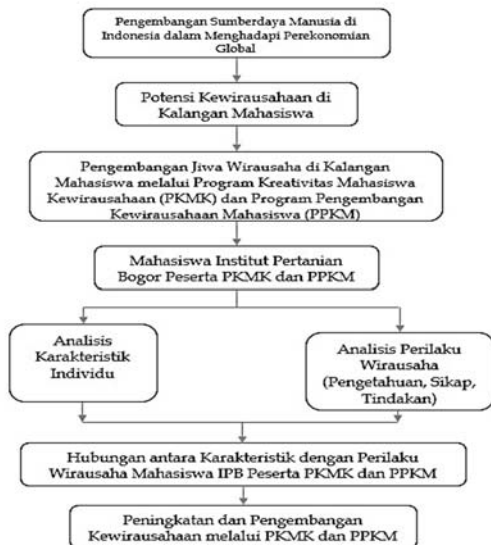 Pengembangan Sumberdaya Manusia di
Indonesia dalam Menghadapi Perekonomian
Global
Potensi Kewirausahaan di
Kalangan Mahasiswa
Pengembangan Jiwa Wirausaha di Kalangan
Mahasiswa melalui Program Kreativitas Mahasiswa
Kewirausahaan (PKMK) dan Program Pengembangan
Kewirausahaan Mahasiswa (PPKM)
Mahasiswa Institut Pertanian
Bogor Peserta PKMK dan PPKM
Analisis
Karakteristik
Individu
Analisis Perilaku
Wirausaha
(Pengetahuan, Sikap,
Tindakan)
Hubungan antara Karakteristik dengan Perilaku
Wirausaha Mahasiswa IPB Peserta PKMK dan PPKM
Peningkatan dan Pengembangan
Kewirausahaan melalui PKMK dan PPKM